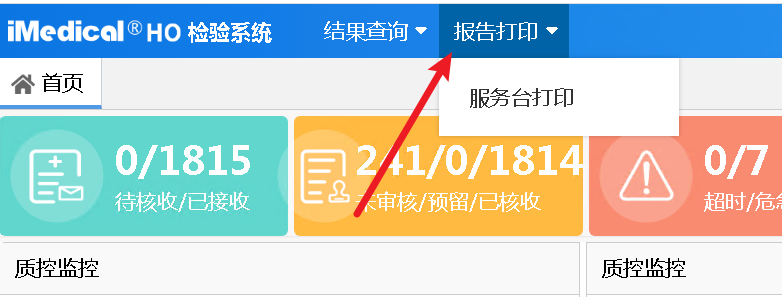 iMedical® HO 检验系统 结果查询 报告打印
首页
服务台打印
0/1815
待核收/已接收
241/0/1814
未审核/预留/已核收
0/7
超时/危急
质控监控
质控监控